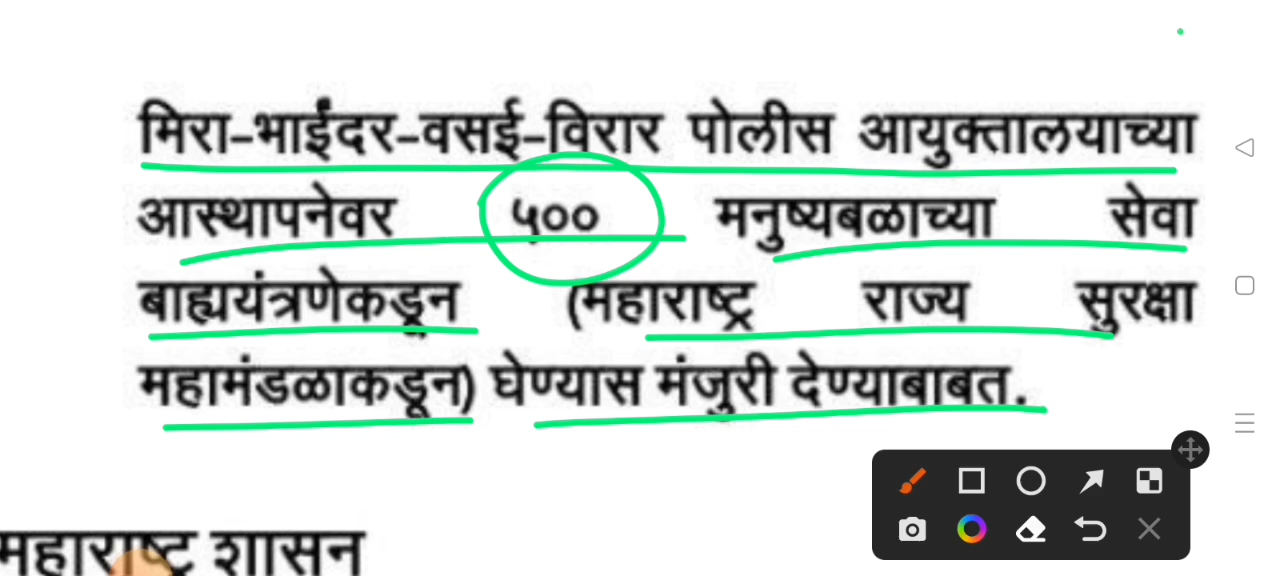 मिरा-भाईंदर-वसई-विरार पोलीस आयुक्तालयाच्या
आस्थापनेवर ५०० मनुष्यबळाच्या सेवा
बाह्ययंत्रणेकडून (महाराष्ट्र राज्य सुरक्षा
महामंडळाकडून) घेण्यास मंजुरी देण्याबाबत.
महाराष्ट्र शासन